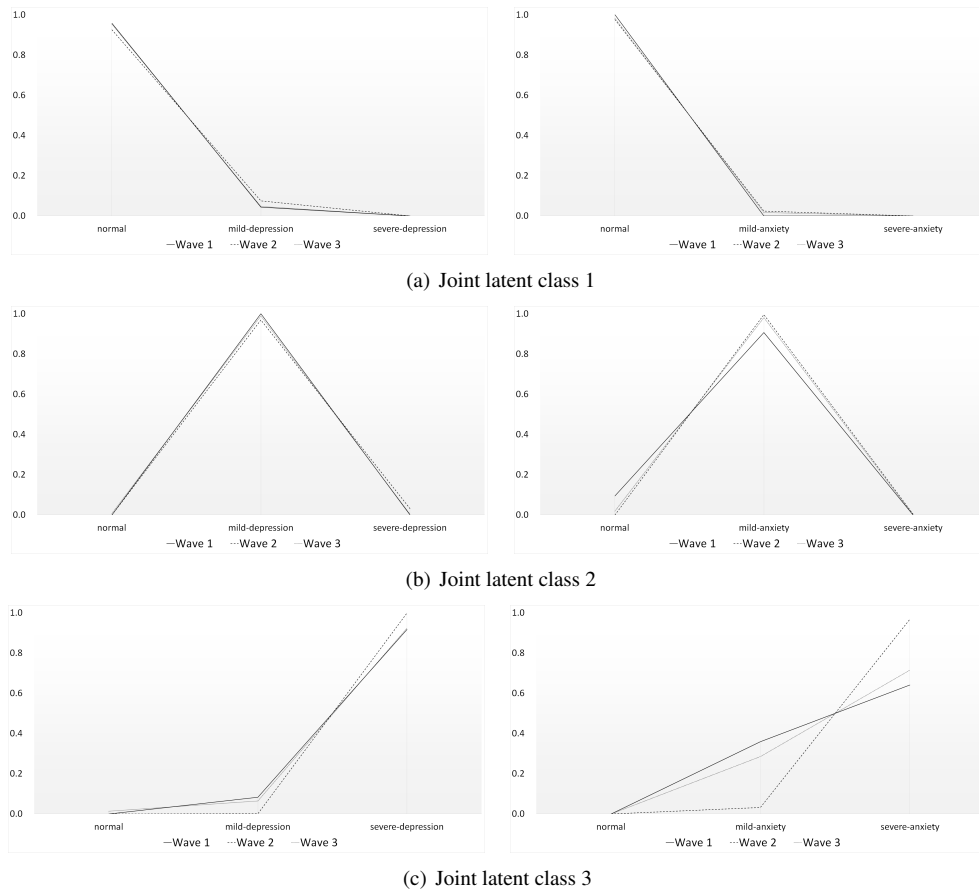 1.0
0.8
0.6
0.4
0.2
0.0
normal mild-depression severe-depression
Wave 1 Wave 2 Wave 3
1.0
0.8
0.6
0.4
0.2
0.0
normal mild-anxiety severe-anxiety
Wave 1 Wave 2 Wave 3
(a) Joint latent class 1
1.0
0.8
0.6
0.4
0.2
0.0
normal mild-depression severe-depression
Wave 1 Wave 2 Wave 3
1.0
0.8
0.6
0.4
0.2
0.0
normal mild-anxiety severe-anxiety
Wave 1 Wave 2 Wave 3
(b) Joint latent class 2
1.0
0.8
0.6
0.4
0.2
0.0
normal mild-depression severe-depression
Wave 1 Wave 2 Wave 3
1.0
0.8
0.6
0.4
0.2
0.0
normal mild-anxiety severe-anxiety
Wave 1 Wave 2 Wave 3
(c) Joint latent class 3